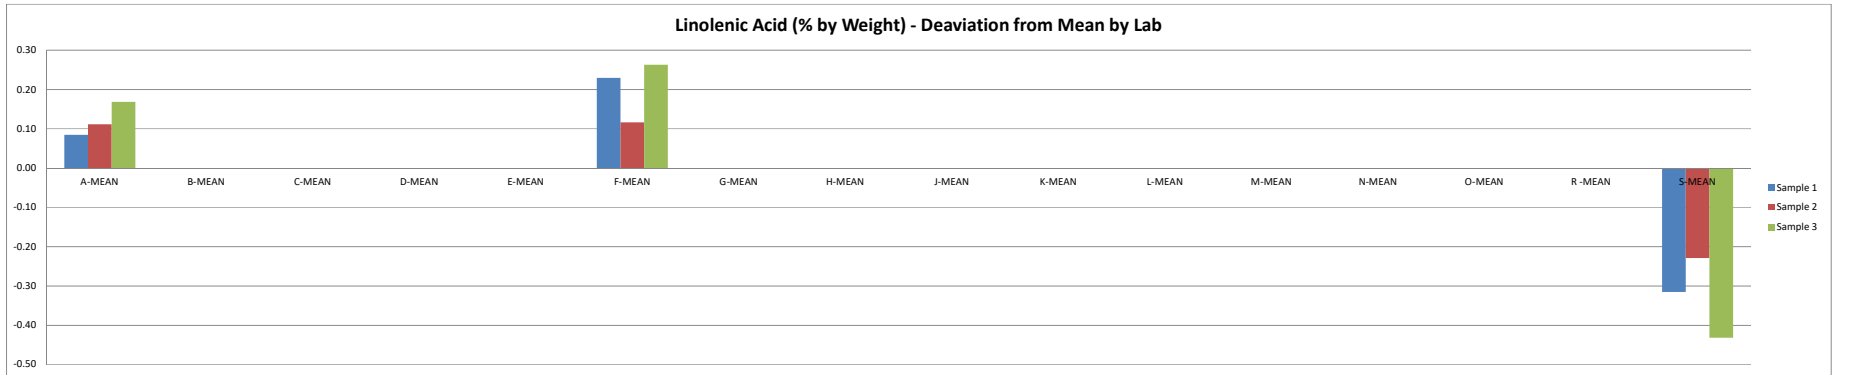 Linolenic Acid (% by Weight) - Deaviation from Mean by Lab
0.30
0.20
0.10
0.00
A-MEAN B-MEAN C-MEAN D-MEAN E-MEAN F-MEAN G-MEAN H-MEAN J-MEAN K-MEAN L-MEAN M-MEAN N-MEAN O-MEAN R -MEAN S-MEAN
-0.10
-0.20
-0.30
-0.40
-0.50
Sample 1
Sample 2
Sample 3